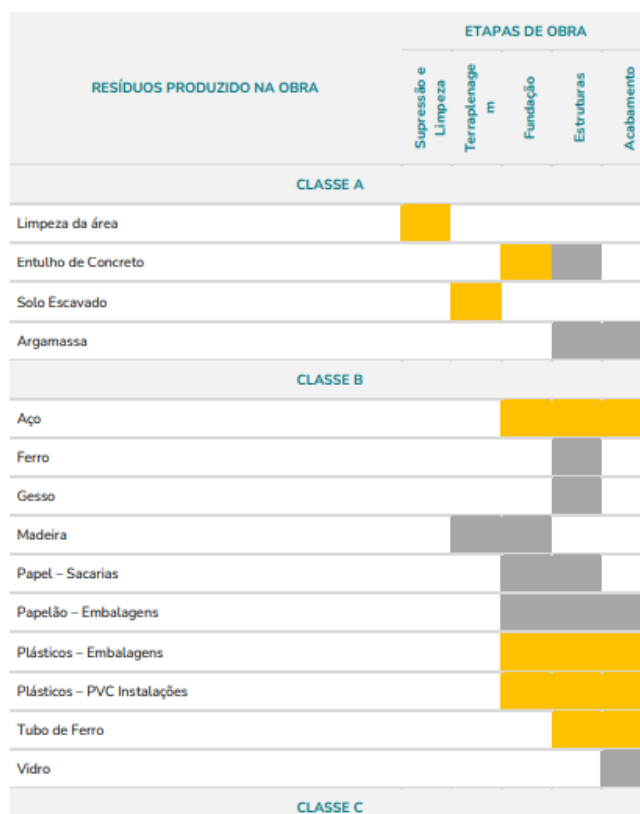 ETAPAS DE OBRA
RESÍDUOS PRODUZIDO NA OBRA
Supressão e
Limpeza
Terraplenage
m
Fundação
Estruturas
Acabamento
CLASSE A
Limpeza da área
Entulho de Concreto
Solo Escavado
Argamassa
CLASSE B
Aço
Ferro
Gesso
Madeira
Papel – Sacarias
Papelão – Embalagens
Plásticos – Embalagens
Plásticos – PVC Instalações
Tubo de Ferro
Vidro
CLASSE C